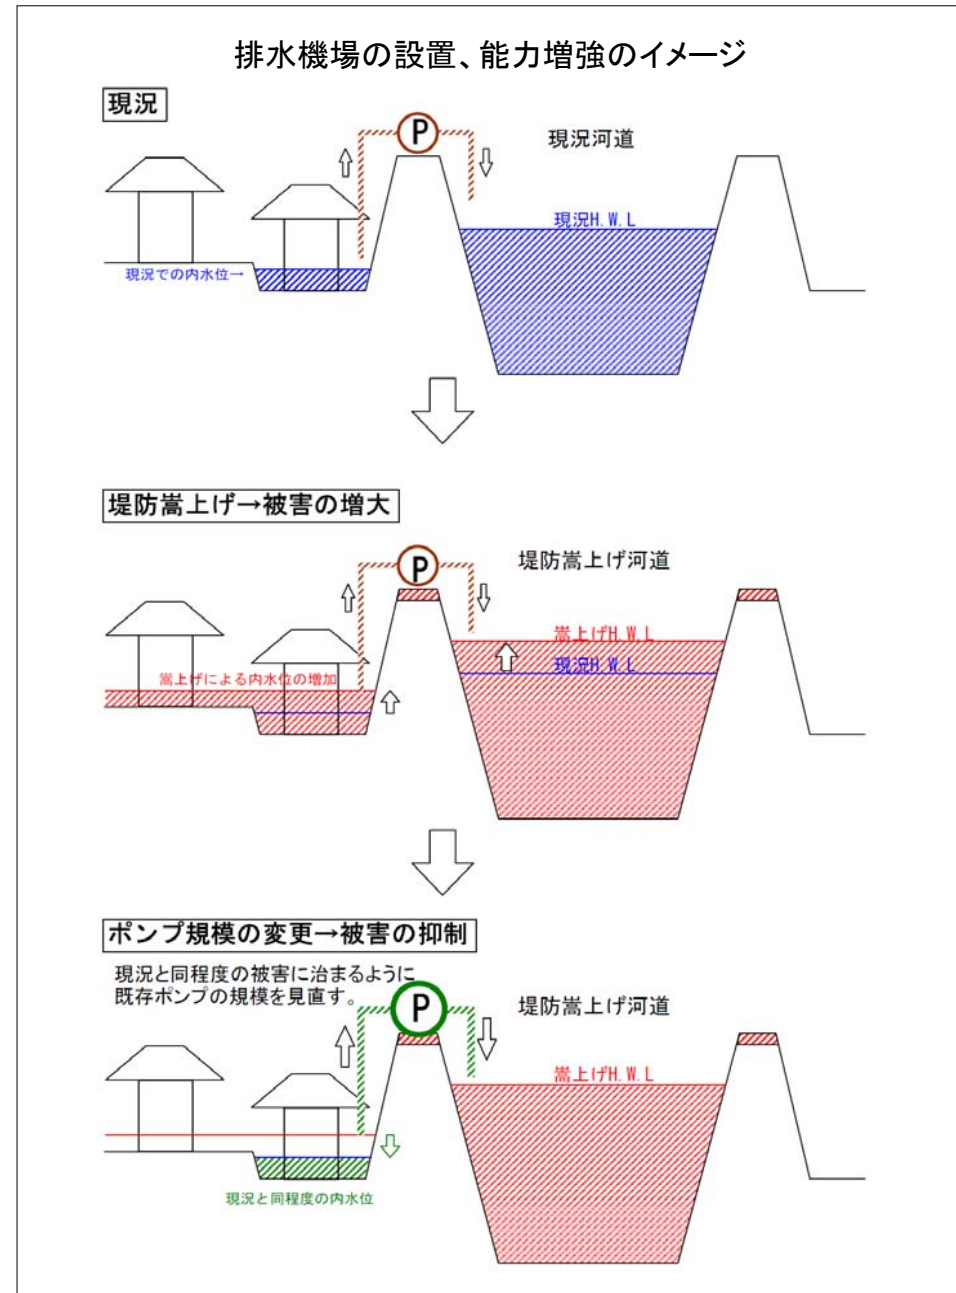 排水機場の設置、能力増強のイメージ
現況
P
現況河道
現況H.W.L
現況での内水位→
堤防嵩上げ→被害の増大
P
堤防嵩上げ河道
嵩上げH.W.L
現況H.W.L
嵩上げによる内水位の増加
ポンプ規模の変更→被害の抑制
現況と同程度の被害に治まるように
既存ポンプの規模を見直す。
P
堤防嵩上げ河道
嵩上げH.W.L
現況と同程度の内水位